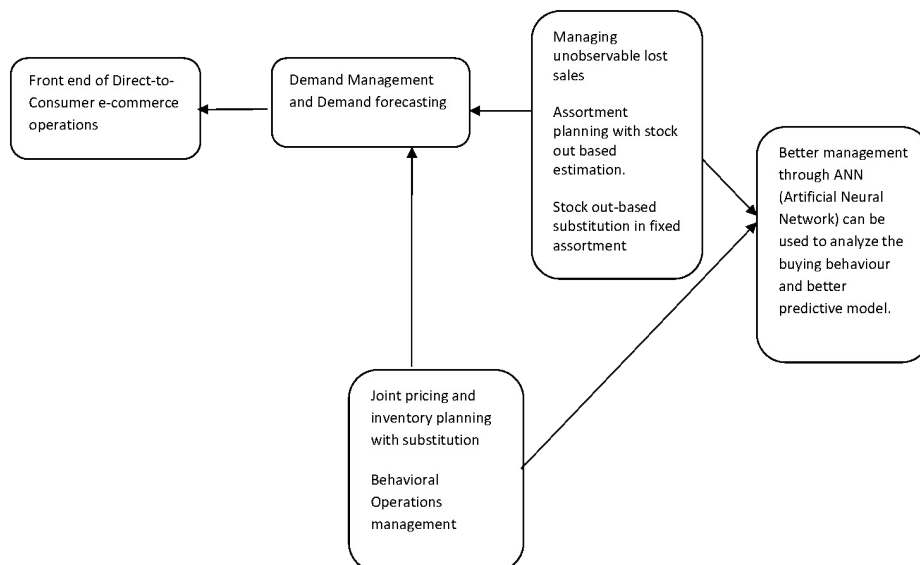 Front end of Direct-to-
Consumer e-commerce
operations
Demand Management
and Demand forecasting
Managing
unobservable lost
sales
Assortment
planning with stock
out based
estimation.
Stock out-based
substitution in fixed
assortment
Better management
through ANN
(Artificial Neural
Network) can be
used to analyze the
buying behaviour
and better
predictive model.
Joint pricing and
inventory planning
with substitution
Behavioral
Operations
management